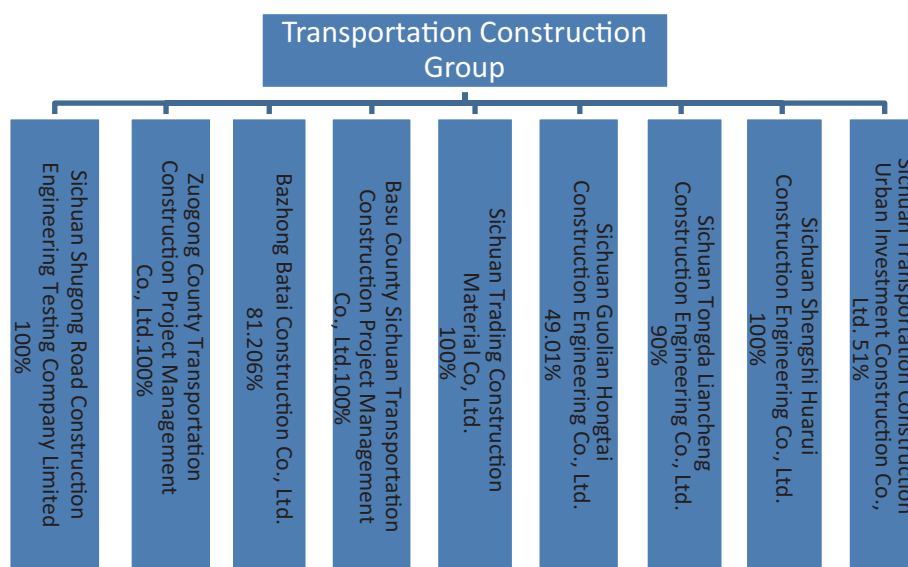 Transportation Construction
Group
Sichuan Shugong Road Construction
Engineering Testing Company Limited
100%
Zuogong County Transportation
Construction Project Management
Co., Ltd.100%
Bazhong Batai Construction Co., Ltd.
81.206%
Basu County Sichuan Transportation
Construction Project Management
Co., Ltd.100%
Sichuan Trading Construction
Material Co, Ltd.
100%
Sichuan Guolian Hongtai
Construction Engineering Co., Ltd.
49.01%
Sichuan Tongda Liancheng
Construction Engineering Co., Ltd.
90%
Sichuan Shengshi Huarui
Construction Engineering Co., Ltd.
100%
Sichuan Transportation Construction
Urban Investment Construction Co.,
Ltd. 51%